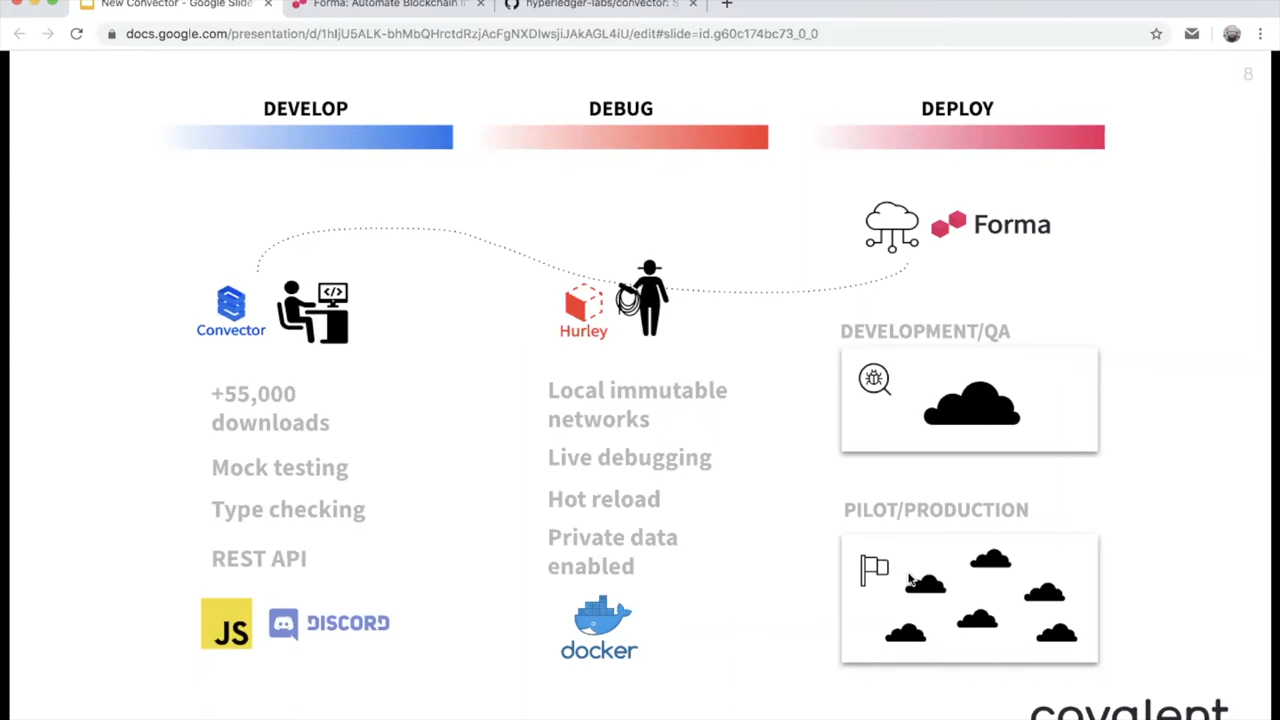 New Convector - Google Slide
Forma: Automate Blockchain I
hyperledger-labs/convector: S
docs.google.com/presentation/d/1hIjU5ALK-bhMbQHrctdRzjAcFgNXDIwsjiJAkAGL4iU/edit#slide=id.g60c174bc73_0_0
8
DEVELOP
DEBUG
DEPLOY
Forma
Convector
</>
Hurley
DEVELOPMENT/QA
+55,000
downloads
Mock testing
Type checking
REST API
JS
DISCORD
Local immutable
networks
Live debugging
Hot reload
Private data
enabled
docker
PILOT/PRODUCTION
covalent